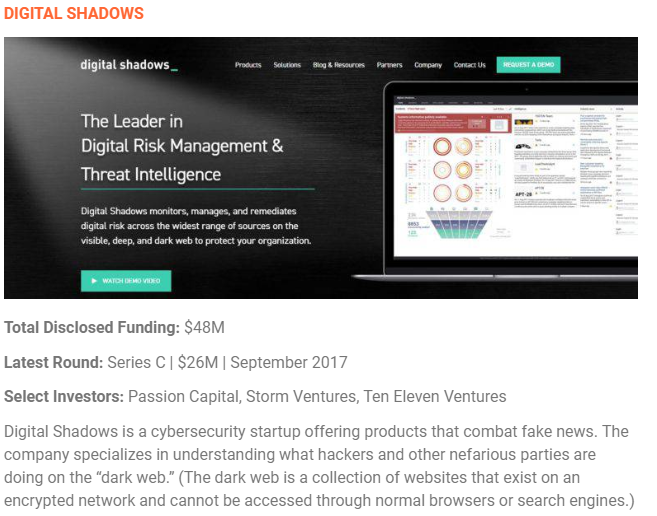 DIGITAL SHADOWS
digital shadows_
Products Solutions Blog & Resources Partners Company Contact Us REQUEST A DEMO
The Leader in
Digital Risk Management &
Threat Intelligence
Digital Shadows monitors, manages, and remediates
digital risk across the widest range of sources on the
visible, deep, and dark web to protect your organization.
WATCH DEMO VIDEO
APT-28
Total Disclosed Funding: $48M
Latest Round: Series C | $26M | September 2017
Select Investors: Passion Capital, Storm Ventures, Ten Eleven Ventures
Digital Shadows is a cybersecurity startup offering products that combat fake news. The
company specializes in understanding what hackers and other nefarious parties are
doing on the “dark web.” (The dark web is a collection of websites that exist on an
encrypted network and cannot be accessed through normal browsers or search engines.)